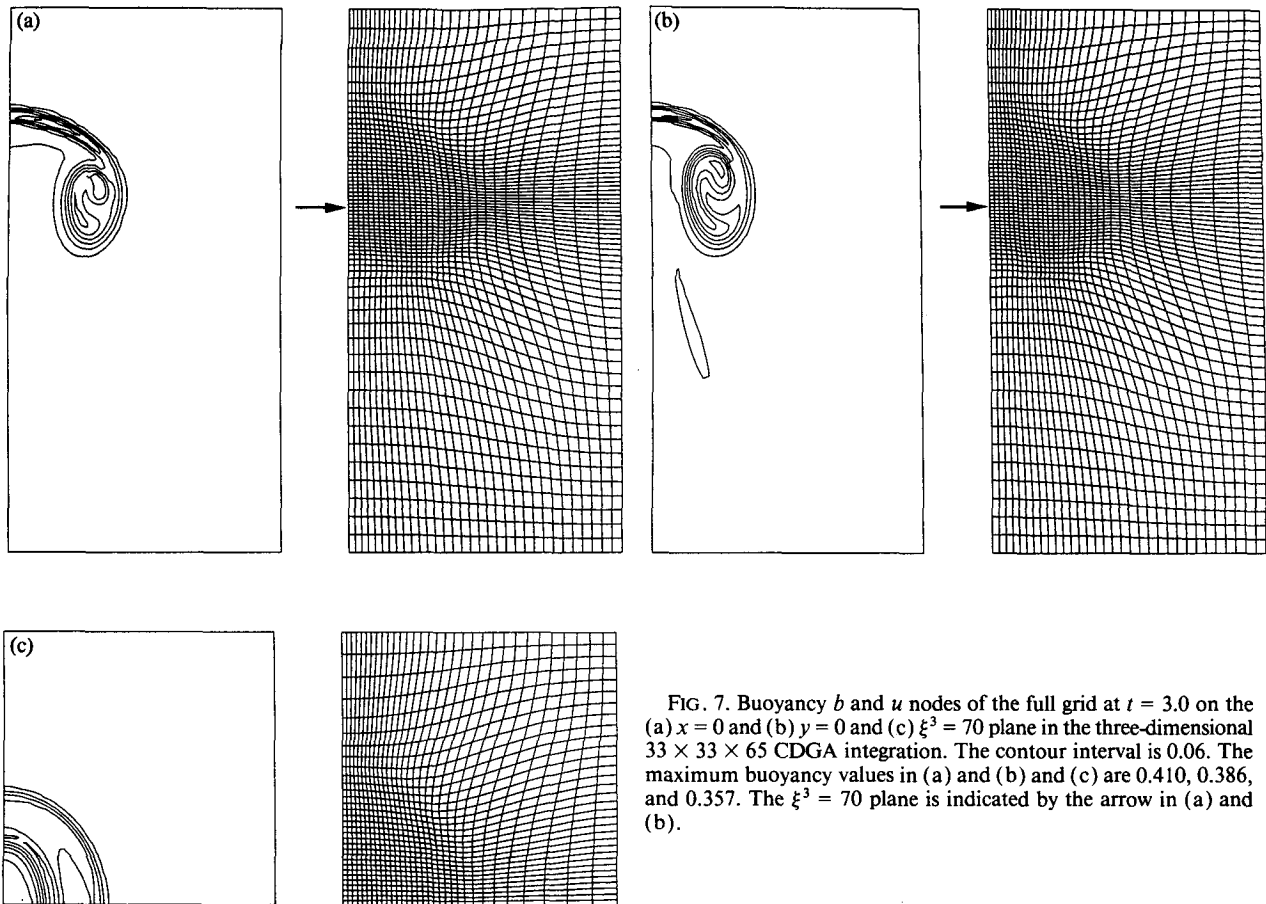 (a)
(b)
(c)
FIG. 7. Buoyancy b and u nodes of the full grid at t = 3.0 on the
(a) x = 0 and (b) y = 0 and (c) ξ³ = 70 plane in the three-dimensional
33 × 33 × 65 CDGA integration. The contour interval is 0.06. The
maximum buoyancy values in (a) and (b) and (c) are 0.410, 0.386,
and 0.357. The ξ³ = 70 plane is indicated by the arrow in (a) and
(b).